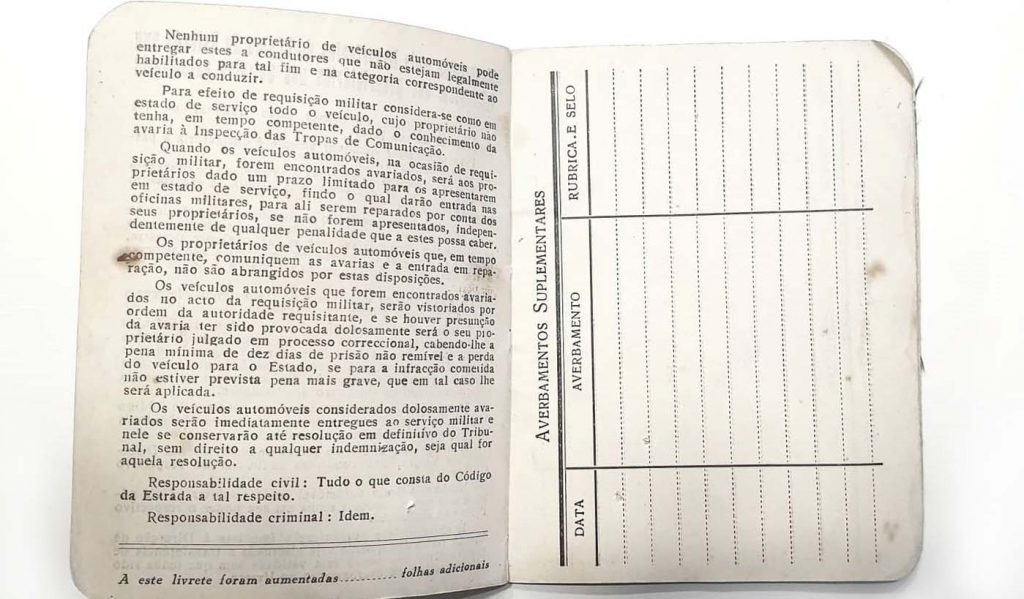 Nenhum proprietário de veículos automóveis pode
entregar estes a condutores que não estejam legalmente
habilitados para tal fim e na categoria correspondente ao
veículo a conduzir.
Para efeito de requisição militar considera-se como em
estado de serviço todo o veículo, cujo proprietário não
tenha, em tempo competente, dado o conhecimento da
avaria à Inspecção das Tropas de Comunicação.
Quando os veículos automóveis, na ocasião de requi-
sição militar, forem encontrados avariados, será aos pro-
prietários dado um prazo limitado para os apresentarem
em estado de serviço, findo o qual darão entrada nas
oficinas militares, para ali serem reparados por conta dos
seus proprietários, se não forem apresentados, indepen-
dentemente de qualquer penalidade que a estes possa caber.
Os proprietários de veículos automóveis que, em tempo
competente, comuniquem as avarias e a entrada em repa-
ração, não são abrangidos por estas disposições.
Os veículos automóveis que forem encontrados avaria-
dos no acto da requisição militar, serão vistoriados por
ordem da autoridade requisitante, e se houver presunção
da avaria ter sido provocada dolosamente será o seu pro-
prietário julgado em processo correccional, cabendo-lhe a
pena mínima de dez dias de prisão não remível e a perda
do veículo para o Estado, se para a infracção cometida
não estiver prevista pena mais grave, que em tal caso lhe
será aplicada.
Os veículos automóveis considerados dolosamente ava-
riados serão imediatamente entregues ao serviço militar e
nele se conservarão até resolução em definitivo do Tribu-
nal, sem direito a qualquer indemnização, seja qual for
aquela resolução.
Responsabilidade civil : Tudo o que consta do Código
da Estrada a tal respeito.
Responsabilidade criminal : Idem.
A este livrete foram aumentadas............ folhas adicionais
AVERBAMENTOS SUPLEMENTARES
DATA
AVERBAMENTO
RUBRICA.E SELO